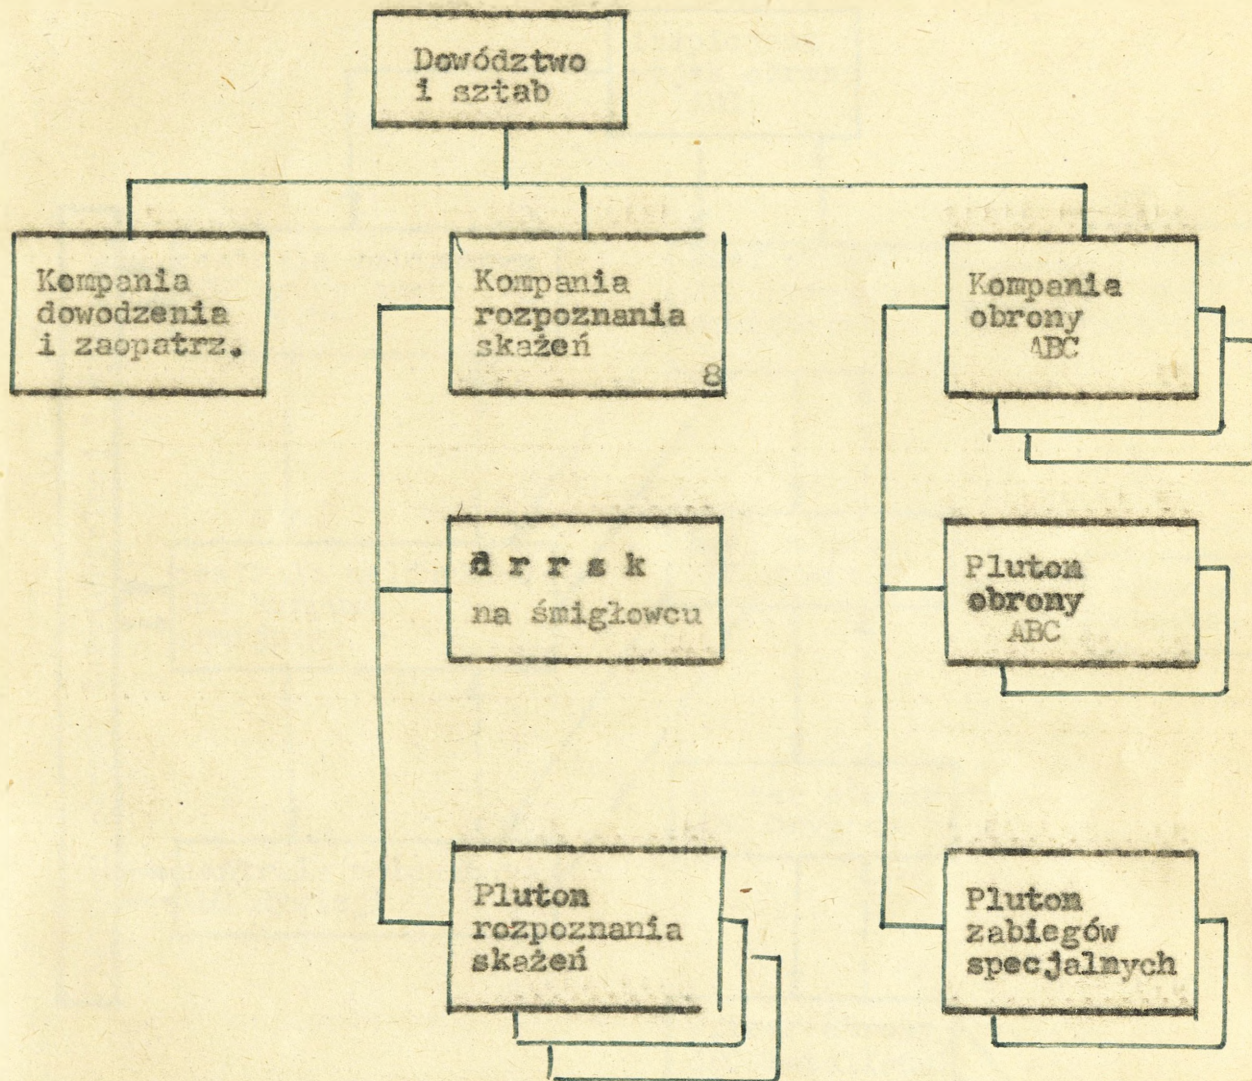 Dowództwo
i sztab
Kompania
dowodzenia
i zaopatrz.
Kompania
rozpoznania
skażeń
8
Kompania
obrony
ABC
d r r s k
na śmigłowcu
Pluton
obrony
ABC
Pluton
rozpoznania
skażeń
Pluton
zabiegów
specjalnych